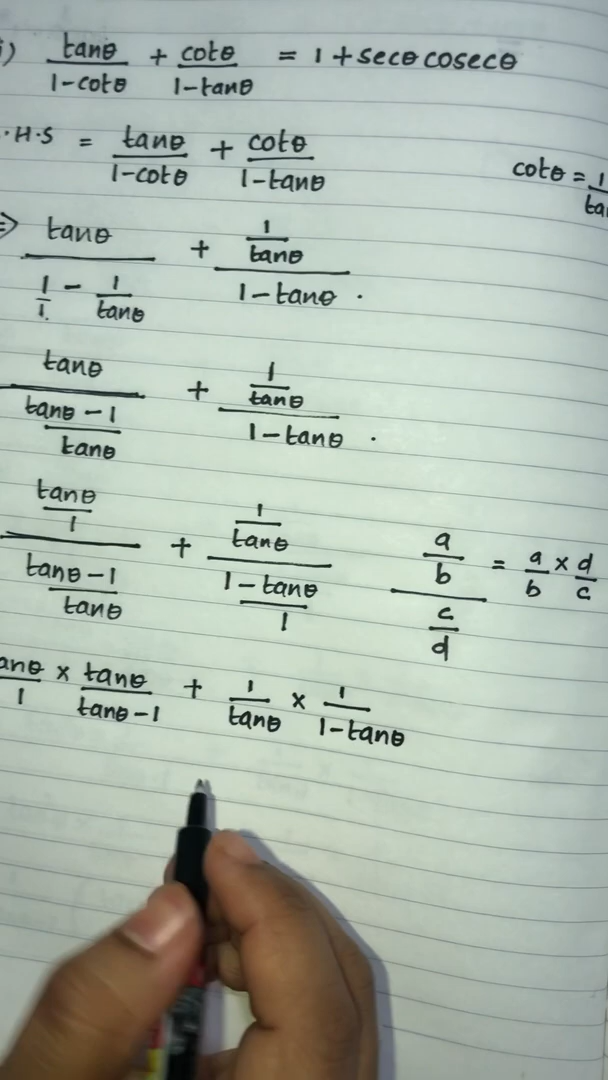 i) tanθ/(1-cotθ) + cotθ/(1-tanθ) = 1 + secθ cosecθ
.H.S = tanθ/(1-cotθ) + cotθ/(1-tanθ)
cotθ = 1/ta
⇒ tanθ/(1/1. - 1/tanθ) + (1/tanθ)/(1-tanθ) .
tanθ/((tanθ-1)/tanθ) + (1/tanθ)/(1-tanθ) .
(tanθ/1)/((tanθ-1)/tanθ) + (1/tanθ)/((1-tanθ)/1)
(a/b)/(c/d) = a/b × d/c
anθ/1 × tanθ/(tanθ-1) + 1/tanθ × 1/(1-tanθ)